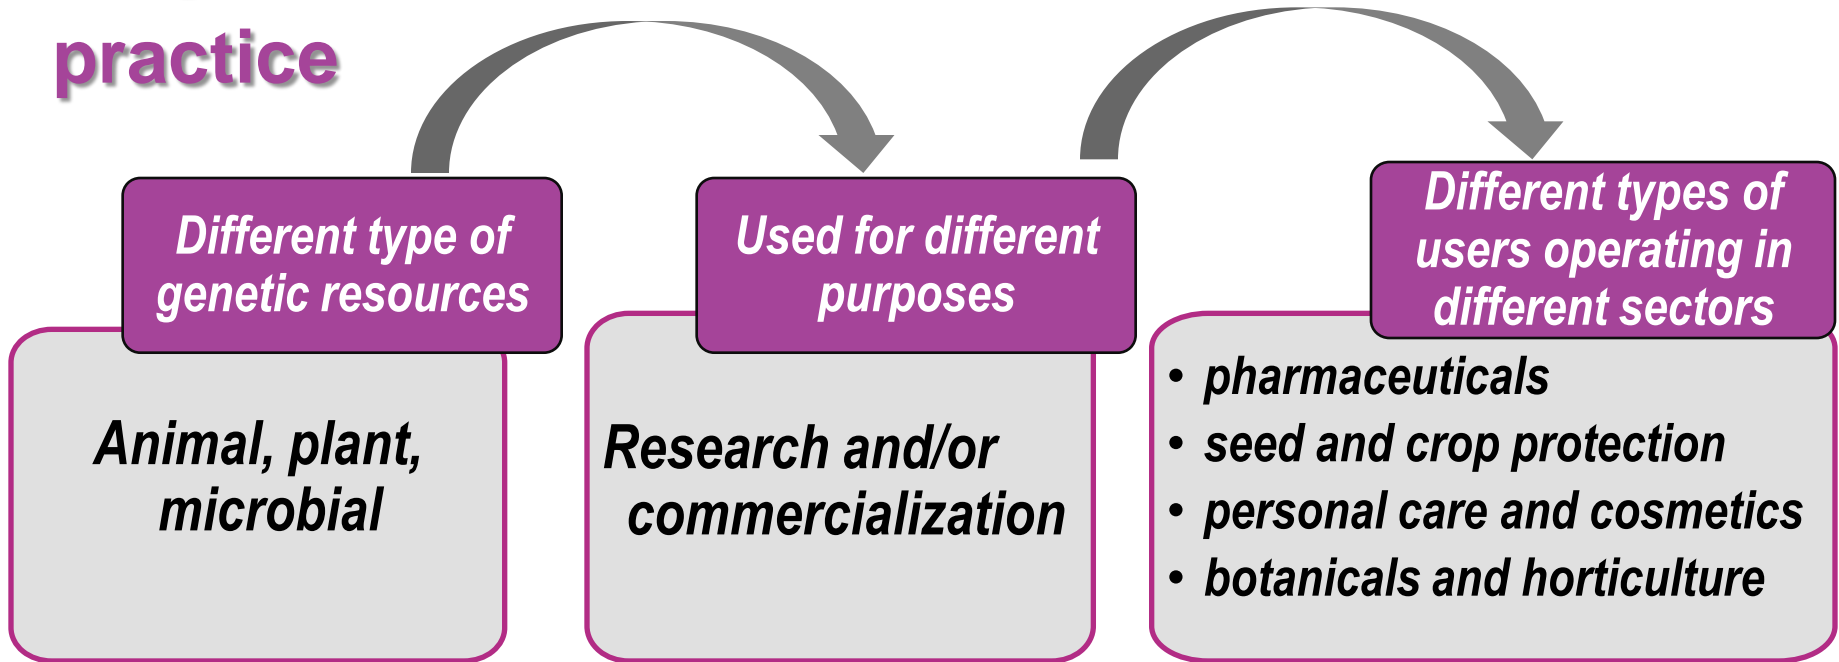 practice
Different type of
genetic resources
Animal, plant,
microbial
Used for different
purposes
Research and/or
commercialization
Different types of
users operating in
different sectors
• pharmaceuticals
• seed and crop protection
• personal care and cosmetics
• botanicals and horticulture